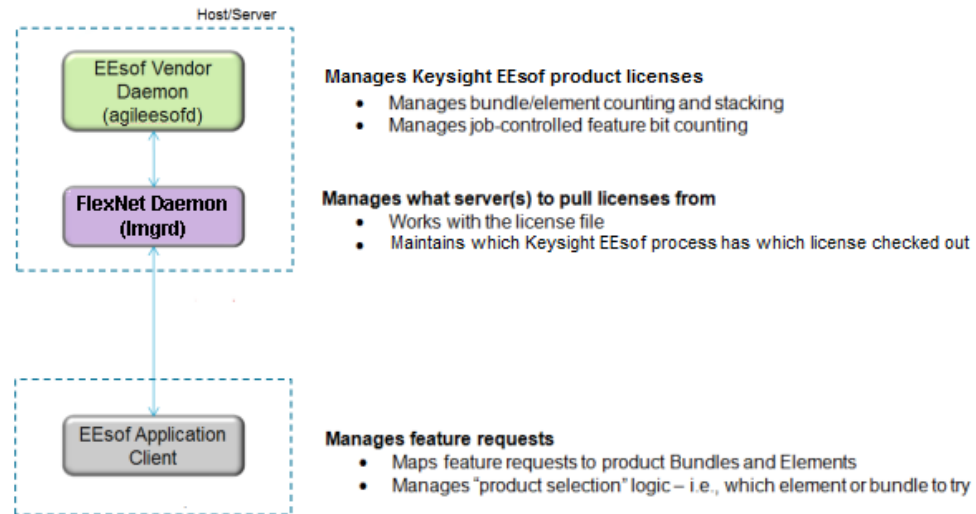 Host/Server
EEsof Vendor
Daemon
(agileesofd)
Manages Keysight EEsof product licenses
• Manages bundle/element counting and stacking
• Manages job-controlled feature bit counting
FlexNet Daemon
(lmgrd)
Manages what server(s) to pull licenses from
• Works with the license file
• Maintains which Keysight EEsof process has which license checked out
EEsof Application
Client
Manages feature requests
• Maps feature requests to product Bundles and Elements
• Manages “product selection” logic – i.e., which element or bundle to try